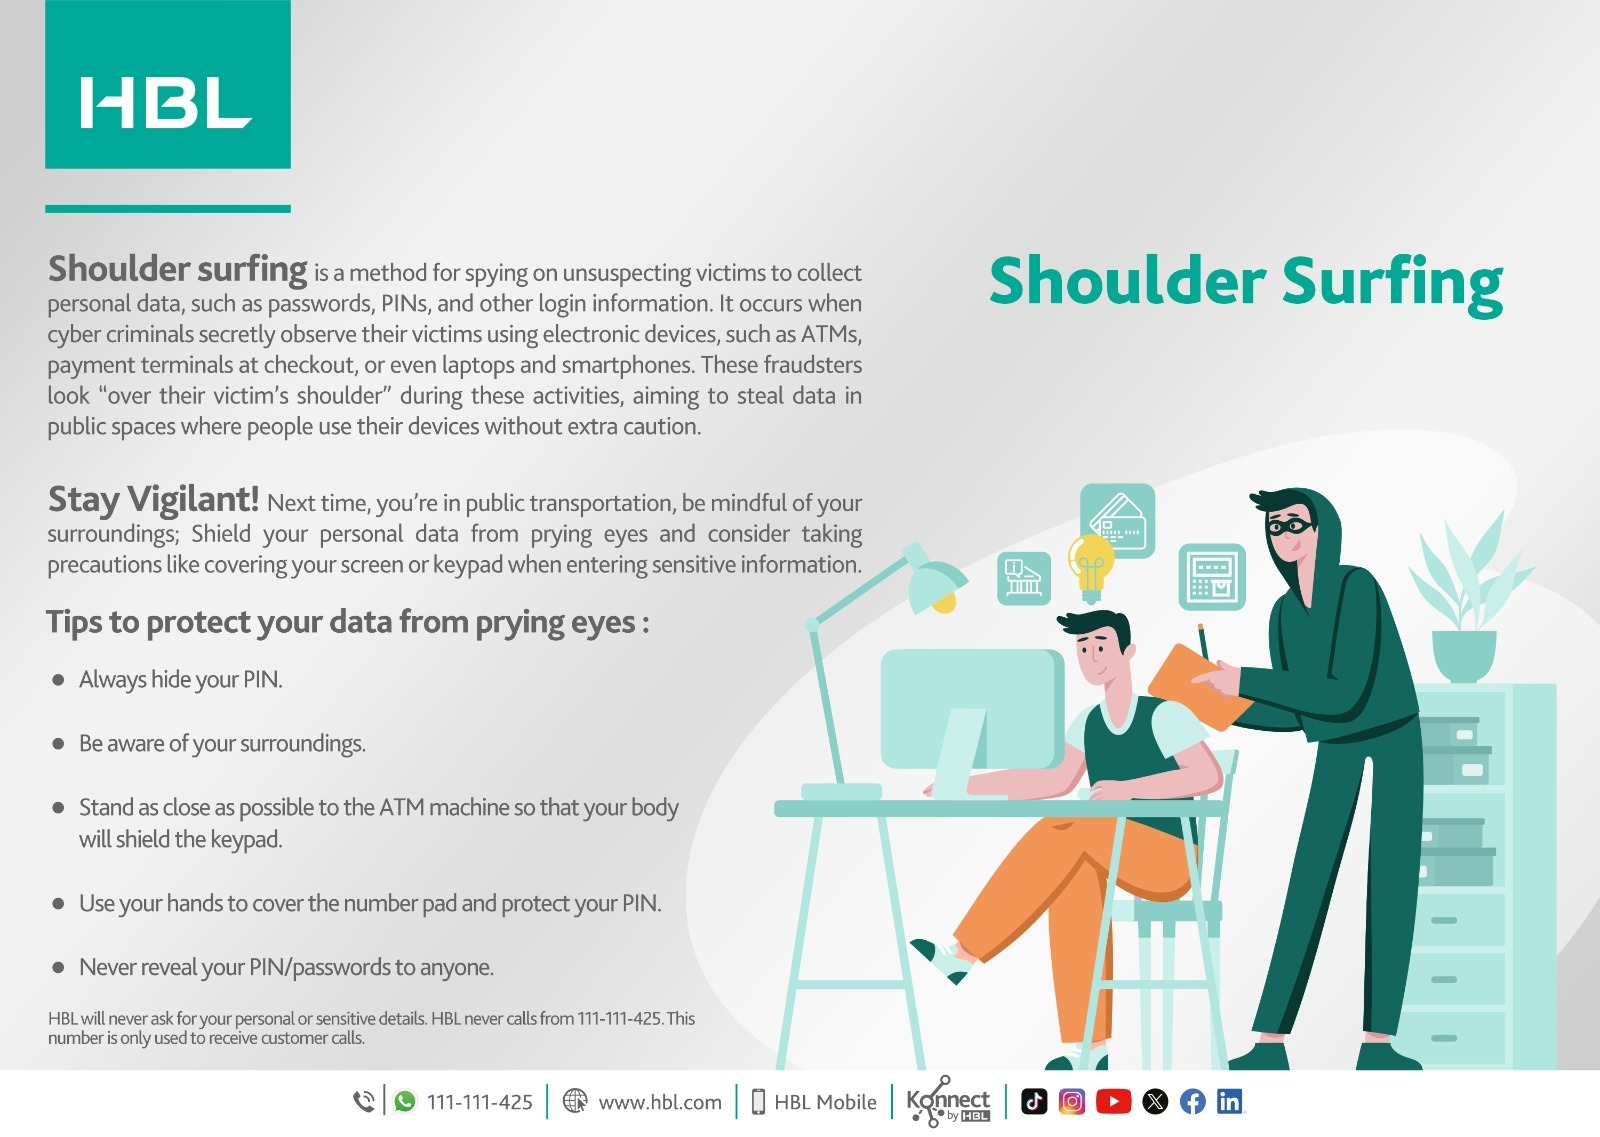 HBL
Shoulder surfing is a method for spying on unsuspecting victims to collect
personal data, such as passwords, PINs, and other login information. It occurs when
cyber criminals secretly observe their victims using electronic devices, such as ATMs,
payment terminals at checkout, or even laptops and smartphones. These fraudsters
look “over their victim’s shoulder” during these activities, aiming to steal data in
public spaces where people use their devices without extra caution.
Shoulder Surfing
Stay Vigilant! Next time, you’re in public transportation, be mindful of your
surroundings; Shield your personal data from prying eyes and consider taking
precautions like covering your screen or keypad when entering sensitive information.
Tips to protect your data from prying eyes :
● Always hide your PIN.
● Be aware of your surroundings.
● Stand as close as possible to the ATM machine so that your body
will shield the keypad.
● Use your hands to cover the number pad and protect your PIN.
● Never reveal your PIN/passwords to anyone.
HBL will never ask for your personal or sensitive details. HBL never calls from 111-111-425. This
number is only used to receive customer calls.
111-111-425 www.hbl.com HBL Mobile Konnect by HBL